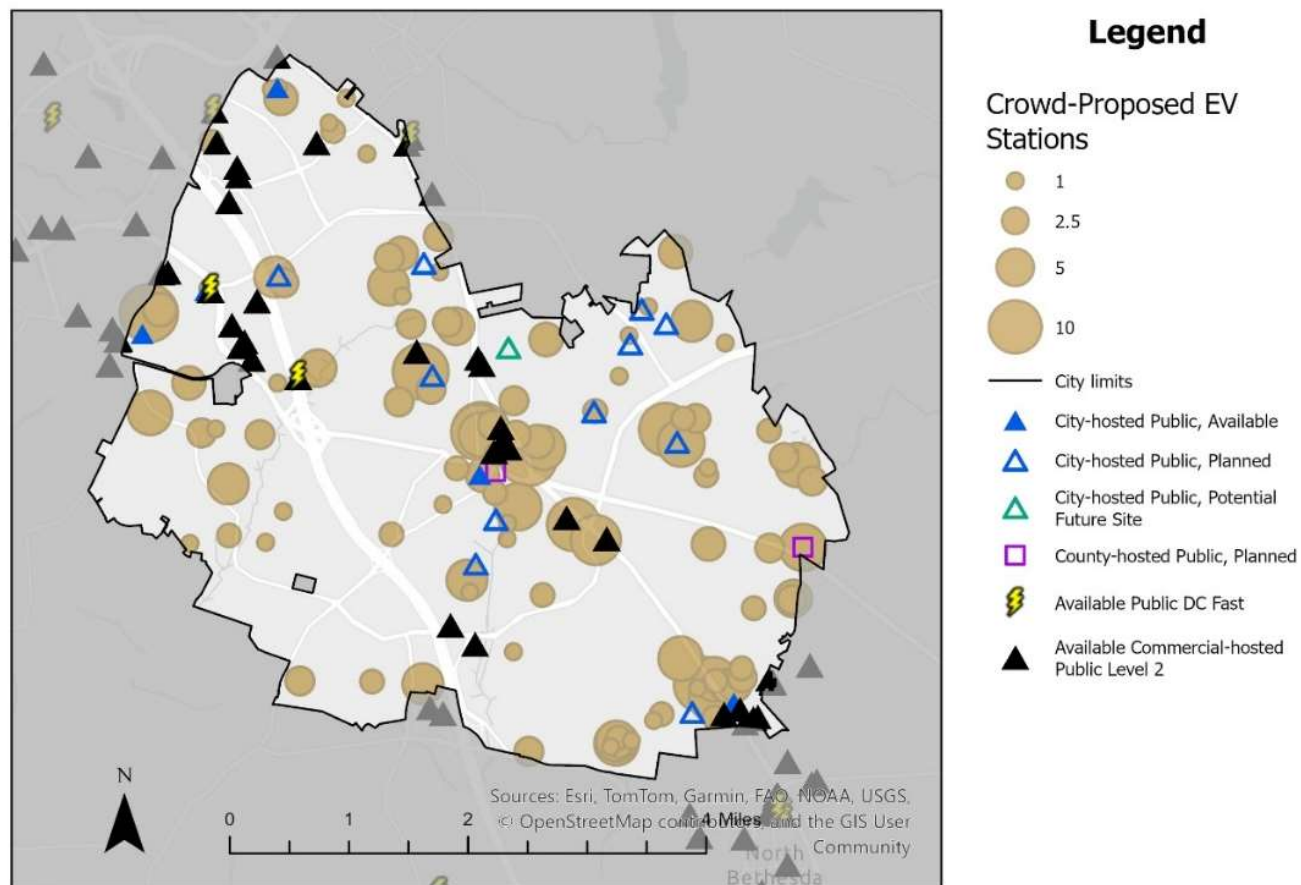 Legend
Crowd-Proposed EV
Stations
1
2.5
5
10
City limits
City-hosted Public, Available
City-hosted Public, Planned
City-hosted Public, Potential
Future Site
County-hosted Public, Planned
Available Public DC Fast
Available Commercial-hosted
Public Level 2
N
0
1
2
4 Miles
Sources: Esri, TomTom, Garmin, FAO, NOAA, USGS,
© OpenStreetMap contributors, and the GIS User
Community
North
Bethesda